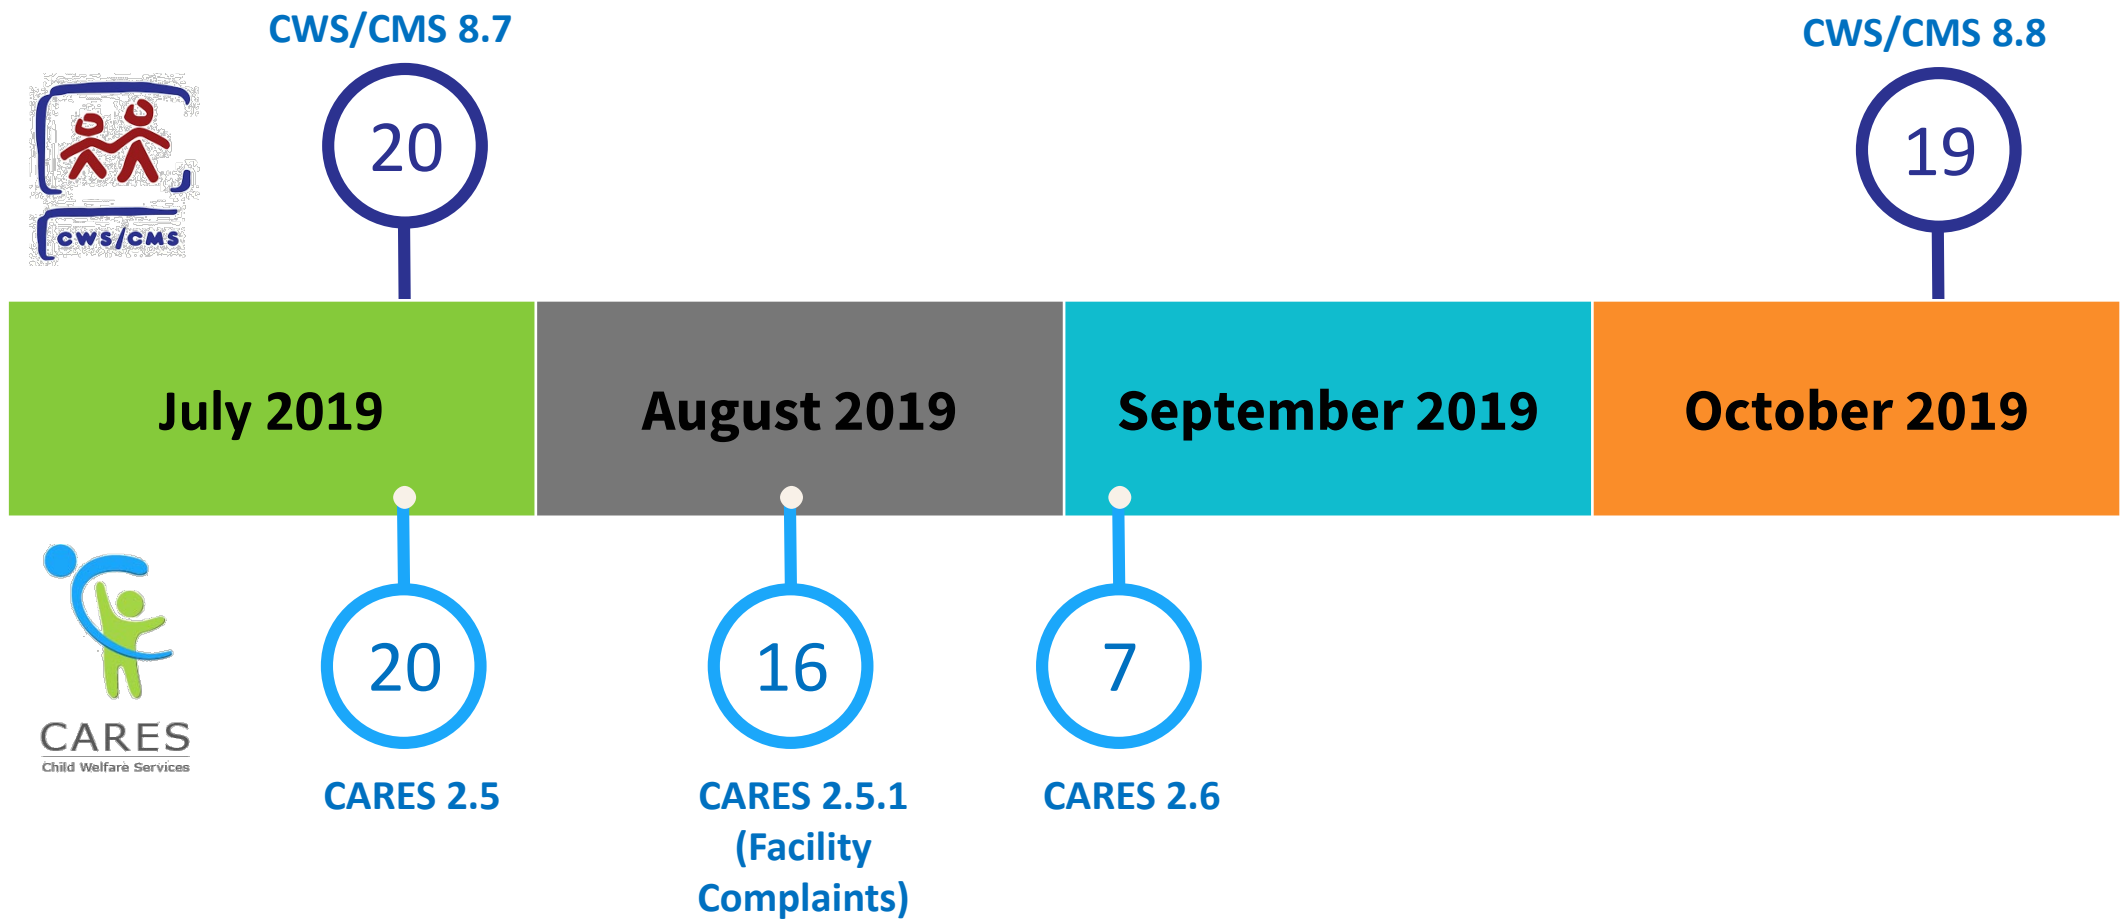 CWS/CMS 8.7
CWS/CMS 8.8
20
19
CWS/CMS
July 2019
August 2019
September 2019
October 2019
20
16
7
CARES
Child Welfare Services
CARES 2.5
CARES 2.5.1
(Facility
Complaints)
CARES 2.6